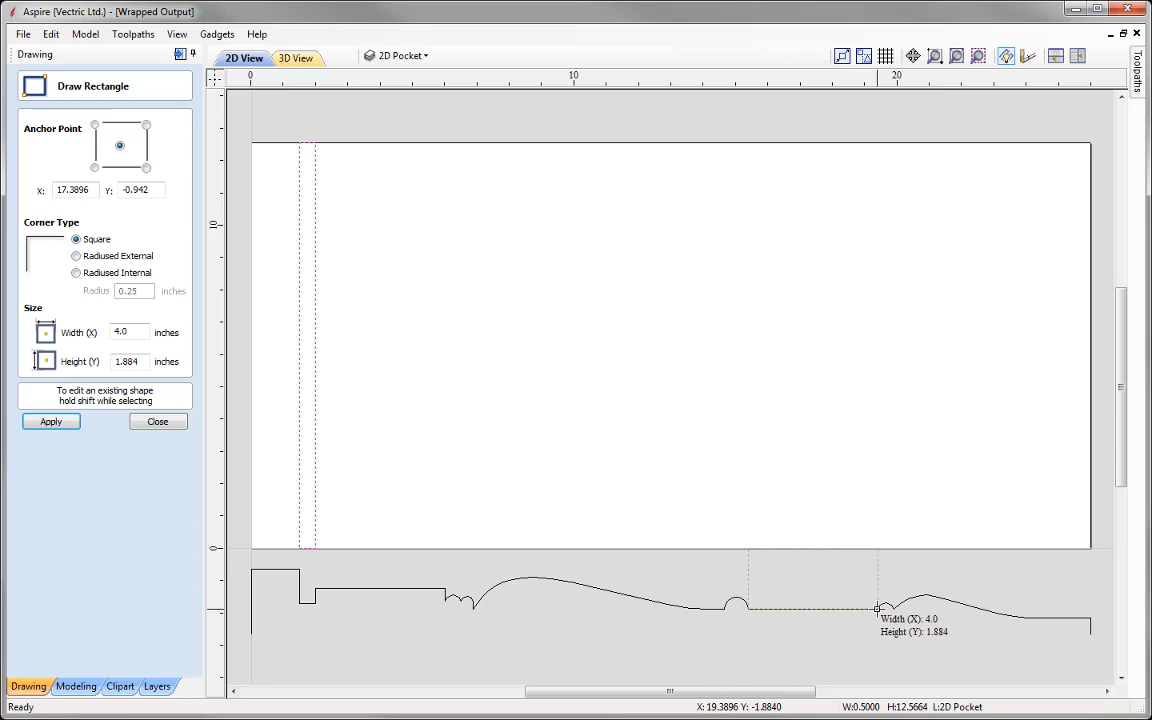 Aspire {Vectric Ltd.} - [Wrapped Output]
File Edit Model Toolpaths View Gadgets Help
Drawing
2D View 3D View 2D Pocket
Toolpaths
Draw Rectangle
0 10 20
Anchor Point
X: 17.3896 Y: -0.942
Corner Type
Square
Radiused External
Radiused Internal
Radius 0.25 inches
Size
Width (X) 4.0 inches
Height (Y) 1.884 inches
To edit an existing shape
hold shift while selecting
Apply Close
10
0
Width (X): 4.0
Height (Y): 1.884
Drawing Modeling Clipart Layers
Ready X: 19.3896 Y: -1.8840 W:0.5000 H:12.5664 L:2D Pocket